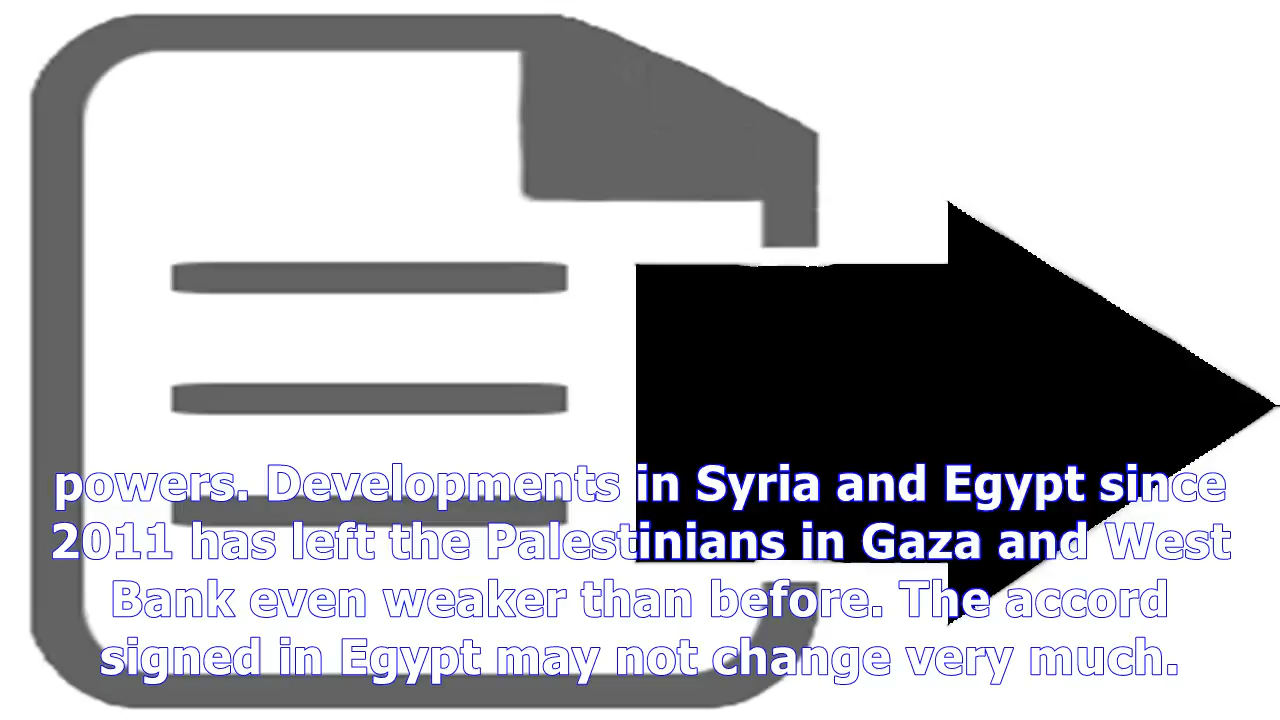 powers. Developments in Syria and Egypt since
2011 has left the Palestinians in Gaza and West
Bank even weaker than before. The accord
signed in Egypt may not change very much.